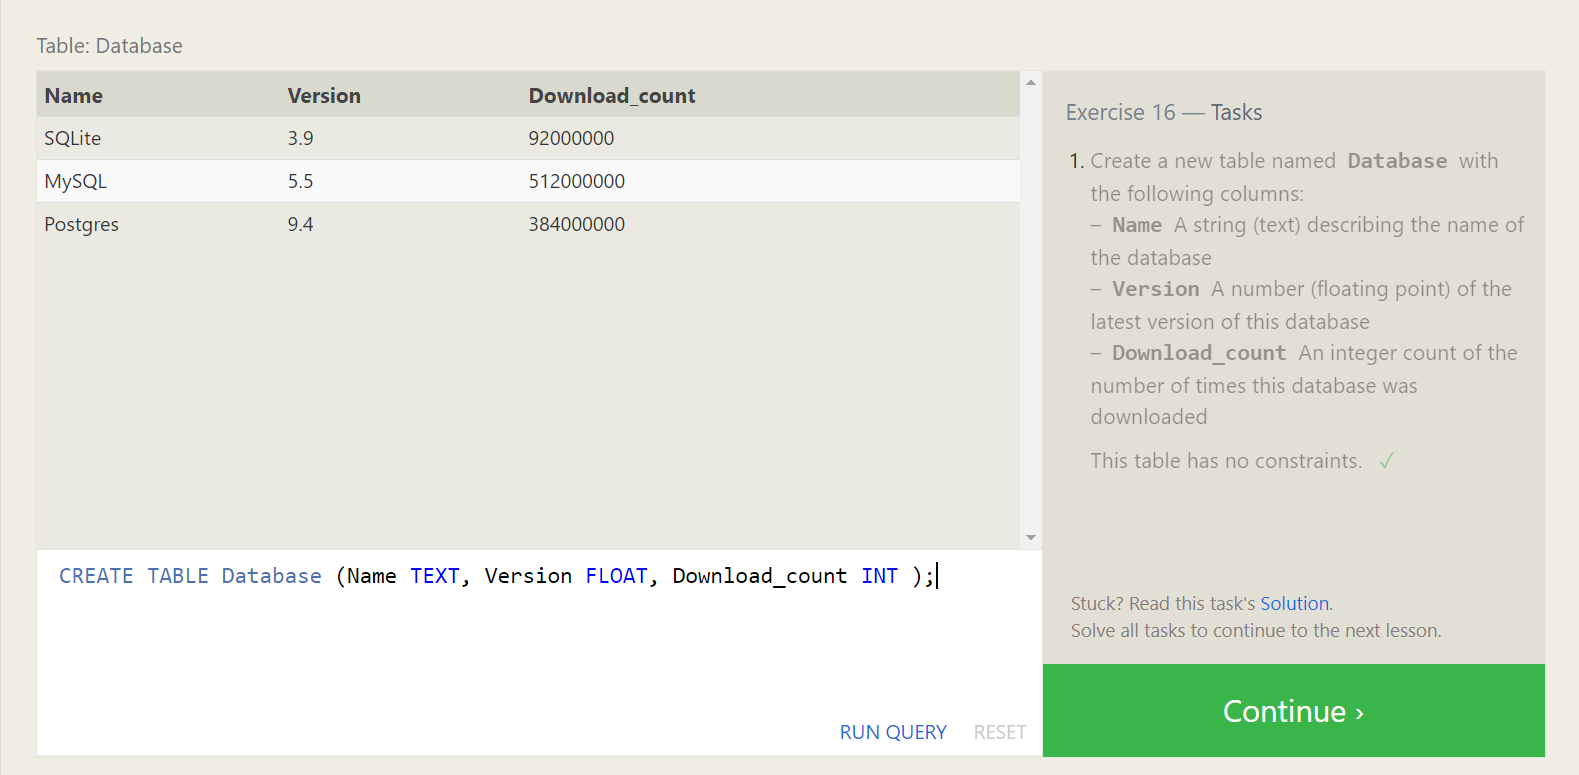 Table: Database
Name Version Download_count
SQLite 3.9 92000000
MySQL 5.5 512000000
Postgres 9.4 384000000
CREATE TABLE Database (Name TEXT, Version FLOAT, Download_count INT );
RUN QUERY RESET
Exercise 16 — Tasks
1. Create a new table named Database with
the following columns:
– Name A string (text) describing the name of
the database
– Version A number (floating point) of the
latest version of this database
– Download_count An integer count of the
number of times this database was
downloaded
This table has no constraints. ✓
Stuck? Read this task's Solution.
Solve all tasks to continue to the next lesson.
Continue ›